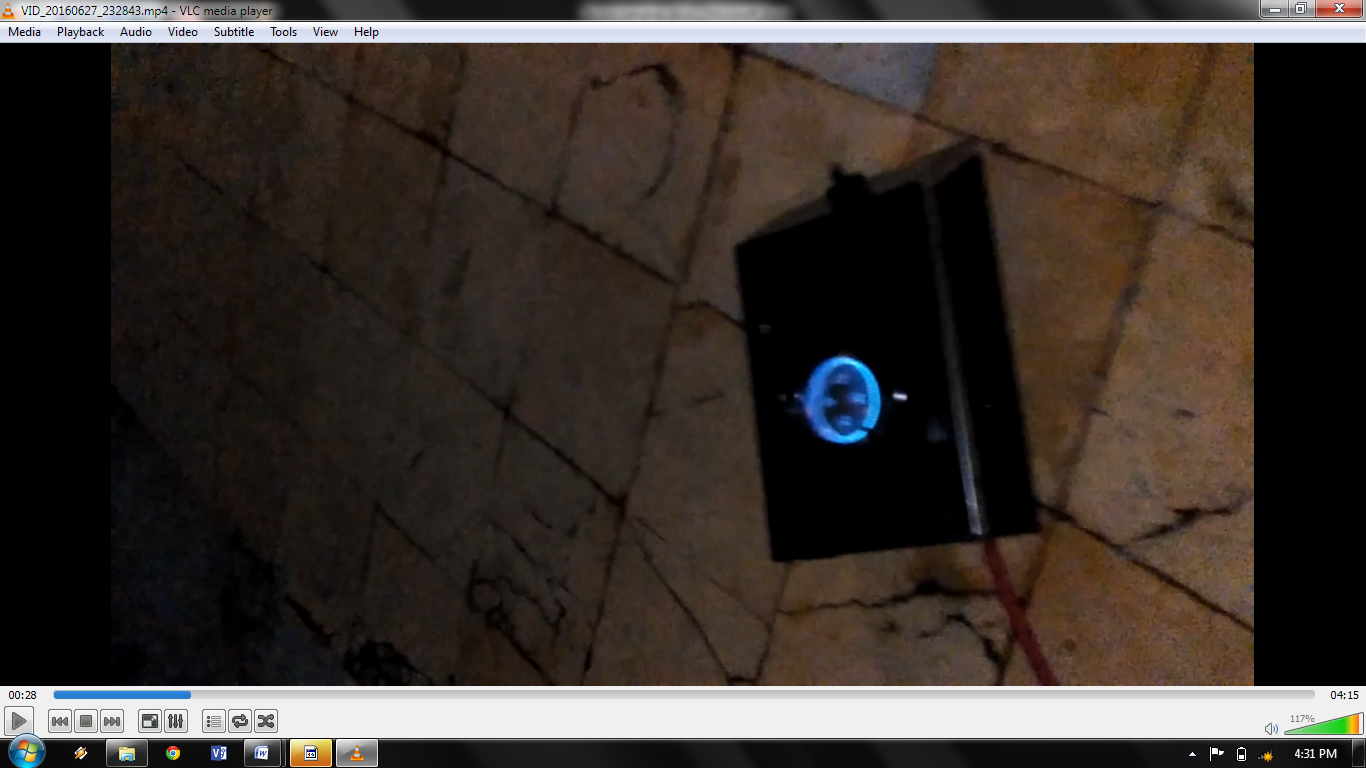 VID_20160627_232843.mp4 - VLC media player
Media Playback Audio Video Subtitle Tools View Help
00:28 04:15
117%
4:31 PM